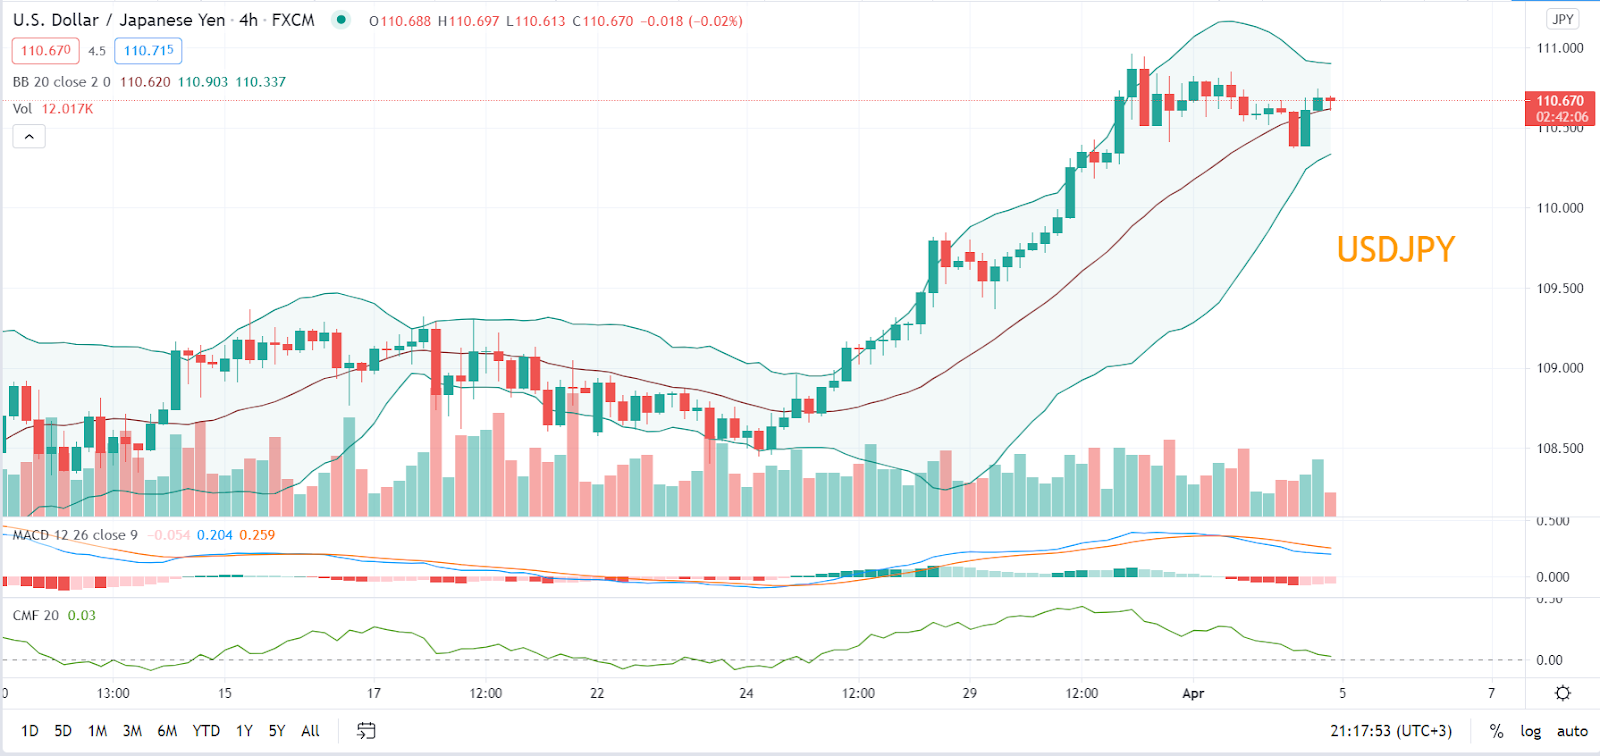 U.S. Dollar / Japanese Yen · 4h · FXCM O110.688 H110.697 L110.613 C110.670 −0.018 (−0.02%)
JPY
110.670 4.5 110.715
111.000
BB 20 close 2 0 110.620 110.903 110.337
Vol 12.017K
110.670
02:42:06
110.500
110.000
USDJPY
109.500
109.000
108.500
0.500
MACD 12 26 close 9 −0.054 0.204 0.259
0.000
0.50
CMF 20 0.03
0.00
13:00 15 17 12:00 22 24 12:00 29 12:00 Apr 5 7
1D 5D 1M 3M 6M YTD 1Y 5Y All 21:17:53 (UTC+3) % log auto